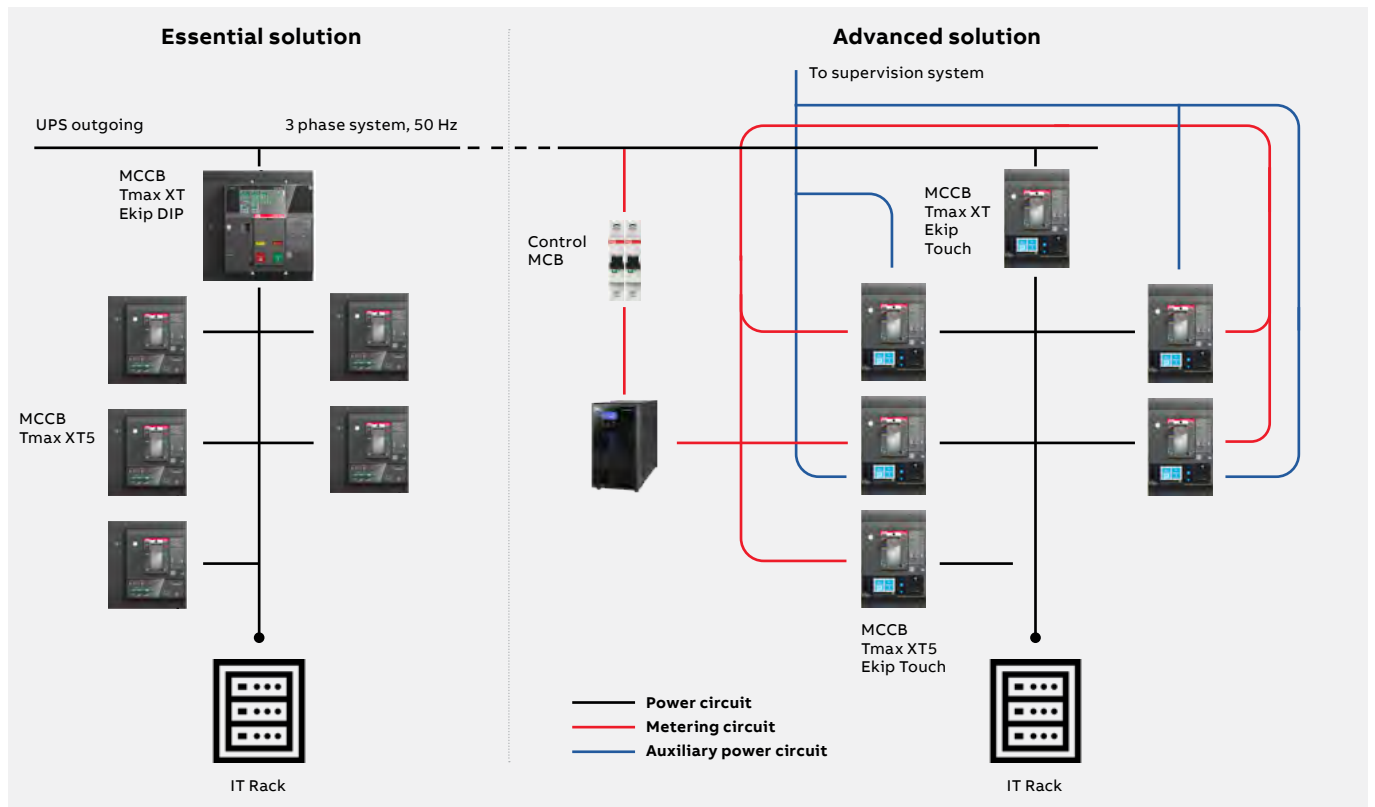 Essential solution
Advanced solution
To supervision system
UPS outgoing
3 phase system, 50 Hz
MCCB
Tmax XT
Ekip DIP
MCCB
Tmax XT
Ekip
Touch
Control
MCB
MCCB
Tmax XT5
MCCB
Tmax XT5
Ekip Touch
Power circuit
Metering circuit
Auxiliary power circuit
IT Rack
IT Rack